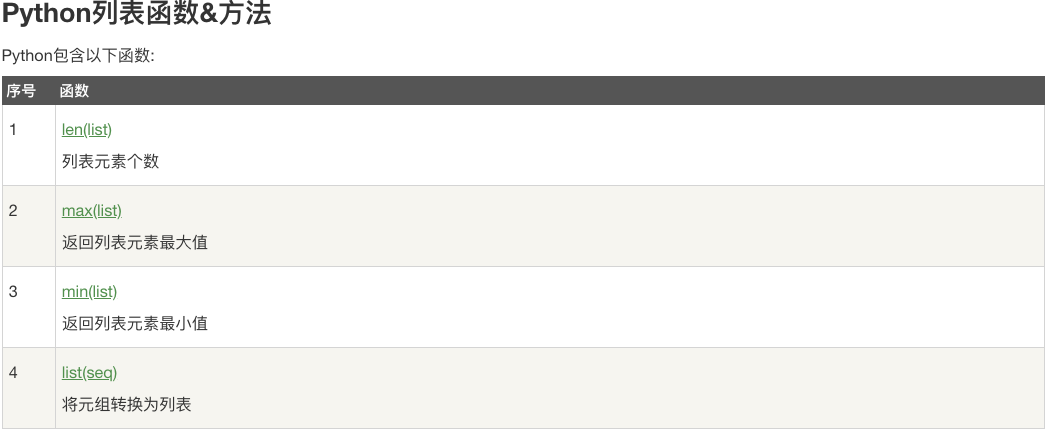 Python列表函数&方法
Python包含以下函数:
序号 函数
1 len(list)
列表元素个数
2 max(list)
返回列表元素最大值
3 min(list)
返回列表元素最小值
4 list(seq)
将元组转换为列表